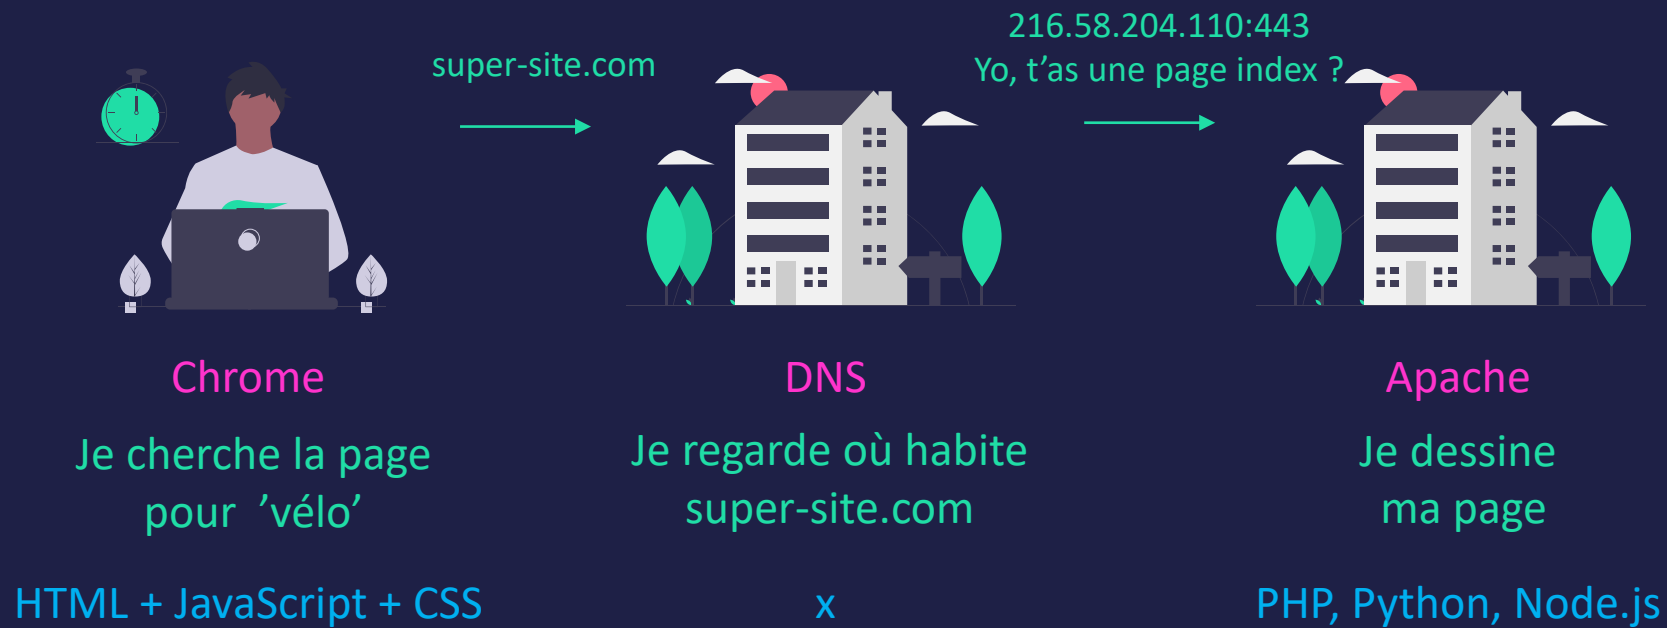 super-site.com
216.58.204.110:443
Yo, t’as une page index ?
Chrome
DNS
Apache
Je cherche la page
pour ’vélo’
Je regarde où habite
super-site.com
Je dessine
ma page
HTML + JavaScript + CSS
x
PHP, Python, Node.js